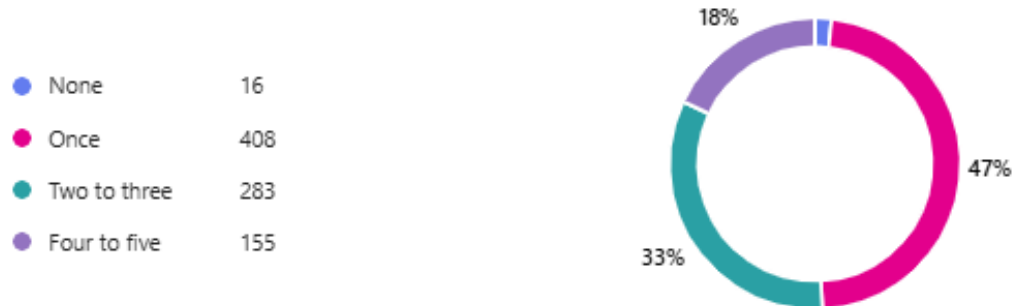 None 16
Once 408
Two to three 283
Four to five 155
18%
47%
33%